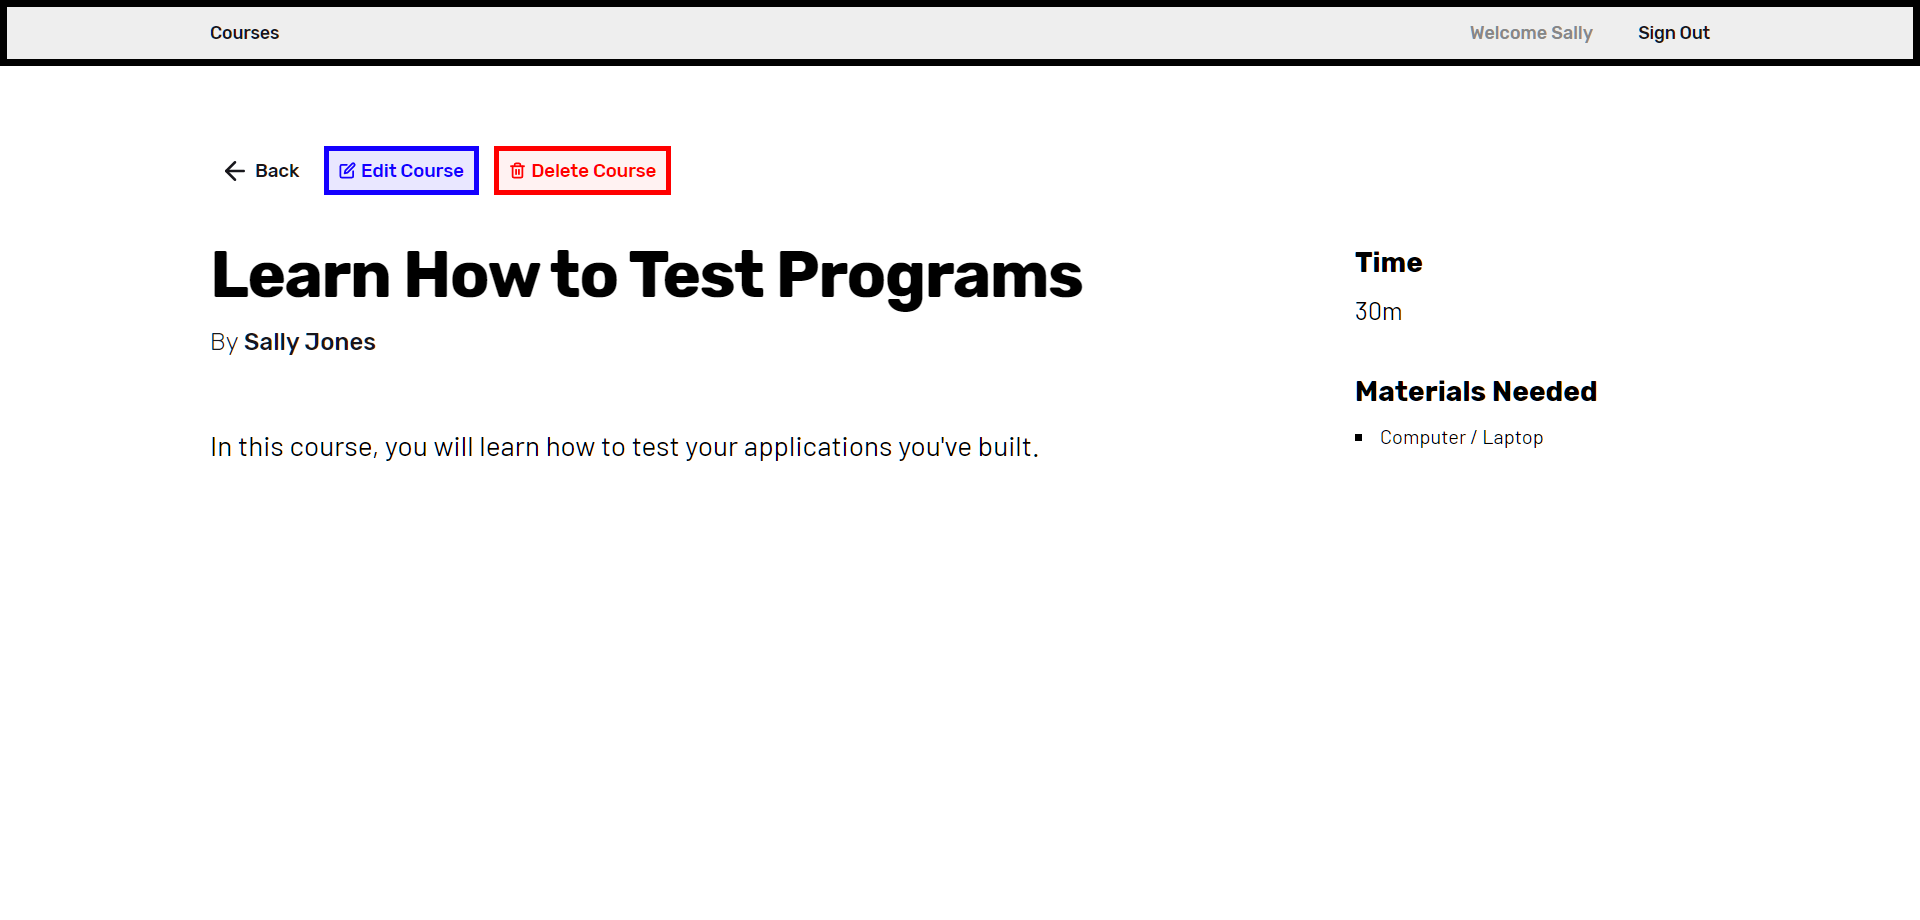 Courses
Welcome Sally
Sign Out
Back
Edit Course
Delete Course
Learn How to Test Programs
By Sally Jones
In this course, you will learn how to test your applications you've built.
Time
30m
Materials Needed
Computer / Laptop